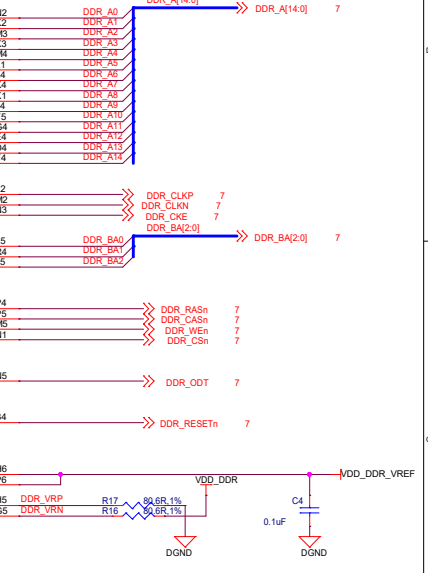 DDR_A[14:0]
DDR_A0
DDR_A[14:0] 7
DDR_A1
DDR_A2
DDR_A3
DDR_A4
DDR_A5
DDR_A6
DDR_A7
DDR_A8
DDR_A9
DDR_A10
DDR_A11
DDR_A12
DDR_A13
DDR_A14
DDR_CLKP 7
DDR_CLKN 7
DDR_CKE 7
DDR_BA[2:0]
DDR_BA0
DDR_BA[2:0] 7
DDR_BA1
DDR_BA2
DDR_RASn 7
DDR_CASn 7
DDR_WEn 7
DDR_CSn 7
DDR_ODT 7
DDR_RESETn 7
VDD_DDR_VREF
VDD_DDR
DDR_VRP R17 80.6R,1%
DDR_VRN R16 80.6R,1%
C4
0.1uF
DGND
DGND